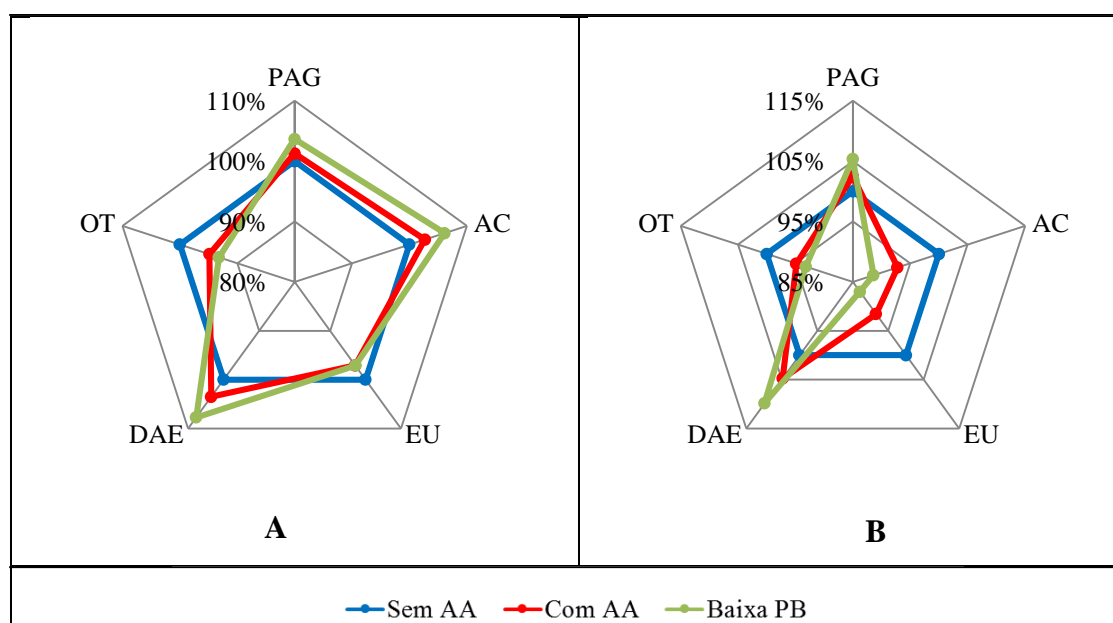 PAG
110%
100%
90%
80%
OT
AC
DAE
EU
A
PAG
115%
105%
95%
85%
OT
AC
DAE
EU
B
Sem AA Com AA Baixa PB